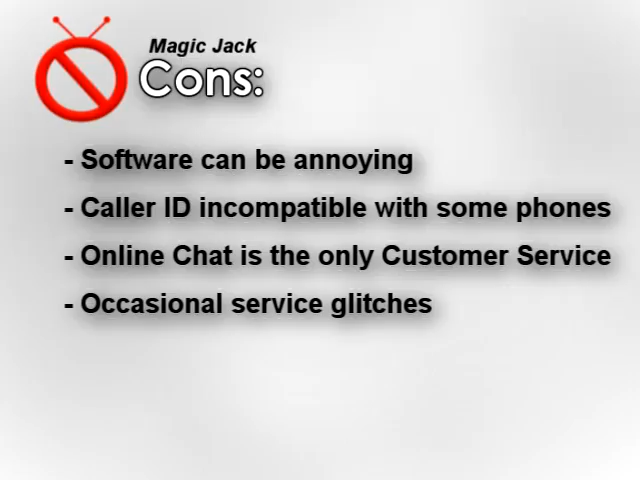 Magic Jack
Cons:
- Software can be annoying
- Caller ID incompatible with some phones
- Online Chat is the only Customer Service
- Occasional service glitches